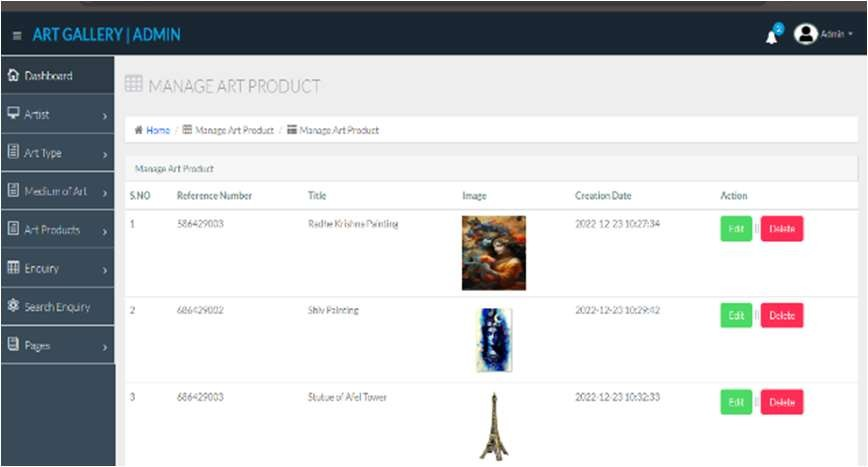 ART GALLERY | ADMIN
2
Admin
Dashboard
Artist
Art Type
Medium of Art
Art Products
Enquiry
Search Enquiry
Pages
MANAGE ART PRODUCT
Home / Manage Art Product / Manage Art Product
Manage Art Product
S.NO Reference Number Title Image Creation Date Action
1 586429003 Radhe Krishna Painting 2022-12-23 10:27:34 Edit || Delete
2 686429002 Shiv Painting 2022-12-23 10:29:42 Edit || Delete
3 686429003 Stutue of Afel Tower 2022-12-23 10:32:33 Edit || Delete